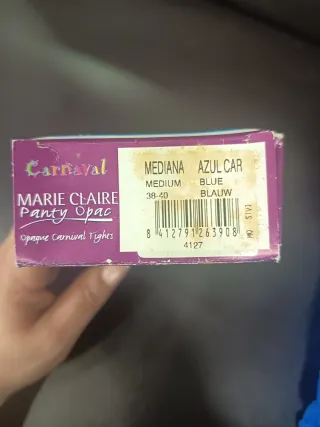 Carnaval
MARIE CLAIRE
Panty Opac
Opaque Carnival Tights
MEDIANA AZUL CAR
MEDIUM BLUE
38-40 BLAUW
8 412791 263908
4127